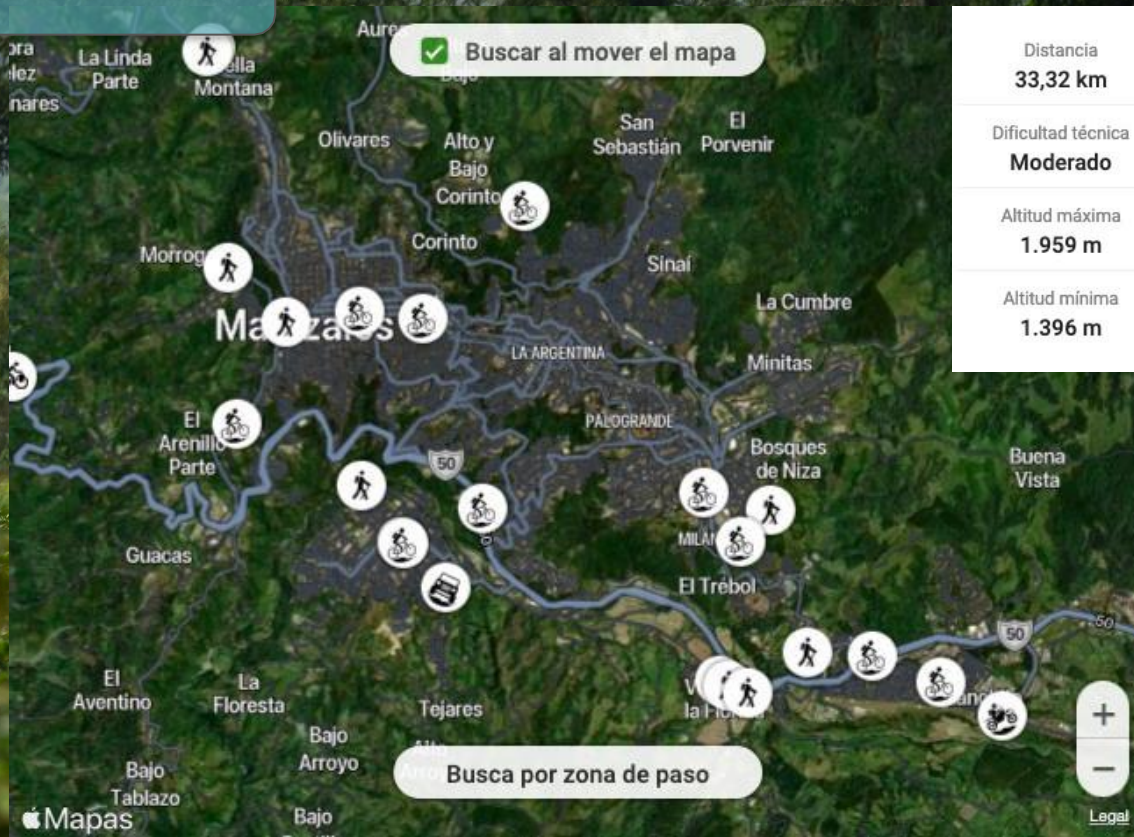 Buscar al mover el mapa
La Linda
Parte
Montana
Olivares
Alto y
Bajo
Corinto
San
Sebastián
El
Porvenir
Corinto
Sinaí
La Cumbre
LA ARGENTINA
Minitas
PALOGRANDE
El
Arenillo
Parte
50
Bosques
de Niza
Buena
Vista
Guacas
El Trébol
50
50
El
Aventino
La
Floresta
Tejares
Bajo
Arroyo
Bajo
Tablazo
Bajo
Busca por zona de paso
Mapas
+
−
Legal
Distancia
33,32 km
Dificultad técnica
Moderado
Altitud máxima
1.959 m
Altitud mínima
1.396 m